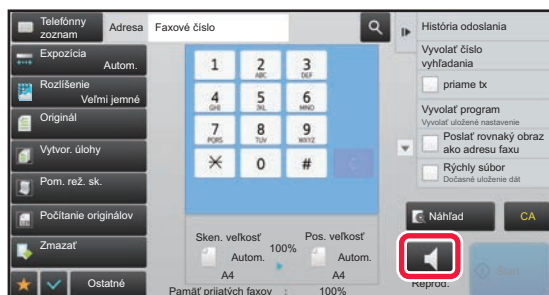 Telefónny zoznam
Adresa
Faxové číslo
Expozícia
Autom.
Rozlíšenie
Veľmi jemné
Originál
Vytvor. úlohy
Pom. rež. sk.
Počítanie originálov
Zmazať
Ostatné
1
2 ABC
3 DEF
4 GHI
5 JKL
6 MNO
7 PQRS
8 TUV
9 WXYZ
0
#
C
Sken. veľkosť
100%
Pos. veľkosť
Autom.
Autom.
A4
A4
Pamäť prijatých faxov : 100%
História odoslania
Vyvolať číslo
vyhľadania
priame tx
Vyvolať program
Vyvolať uložené nastavenie
Poslať rovnaký obraz
ako adresu faxu
Rýchly súbor
Dočasné uloženie dát
Náhľad
CA
Reprod.
Start